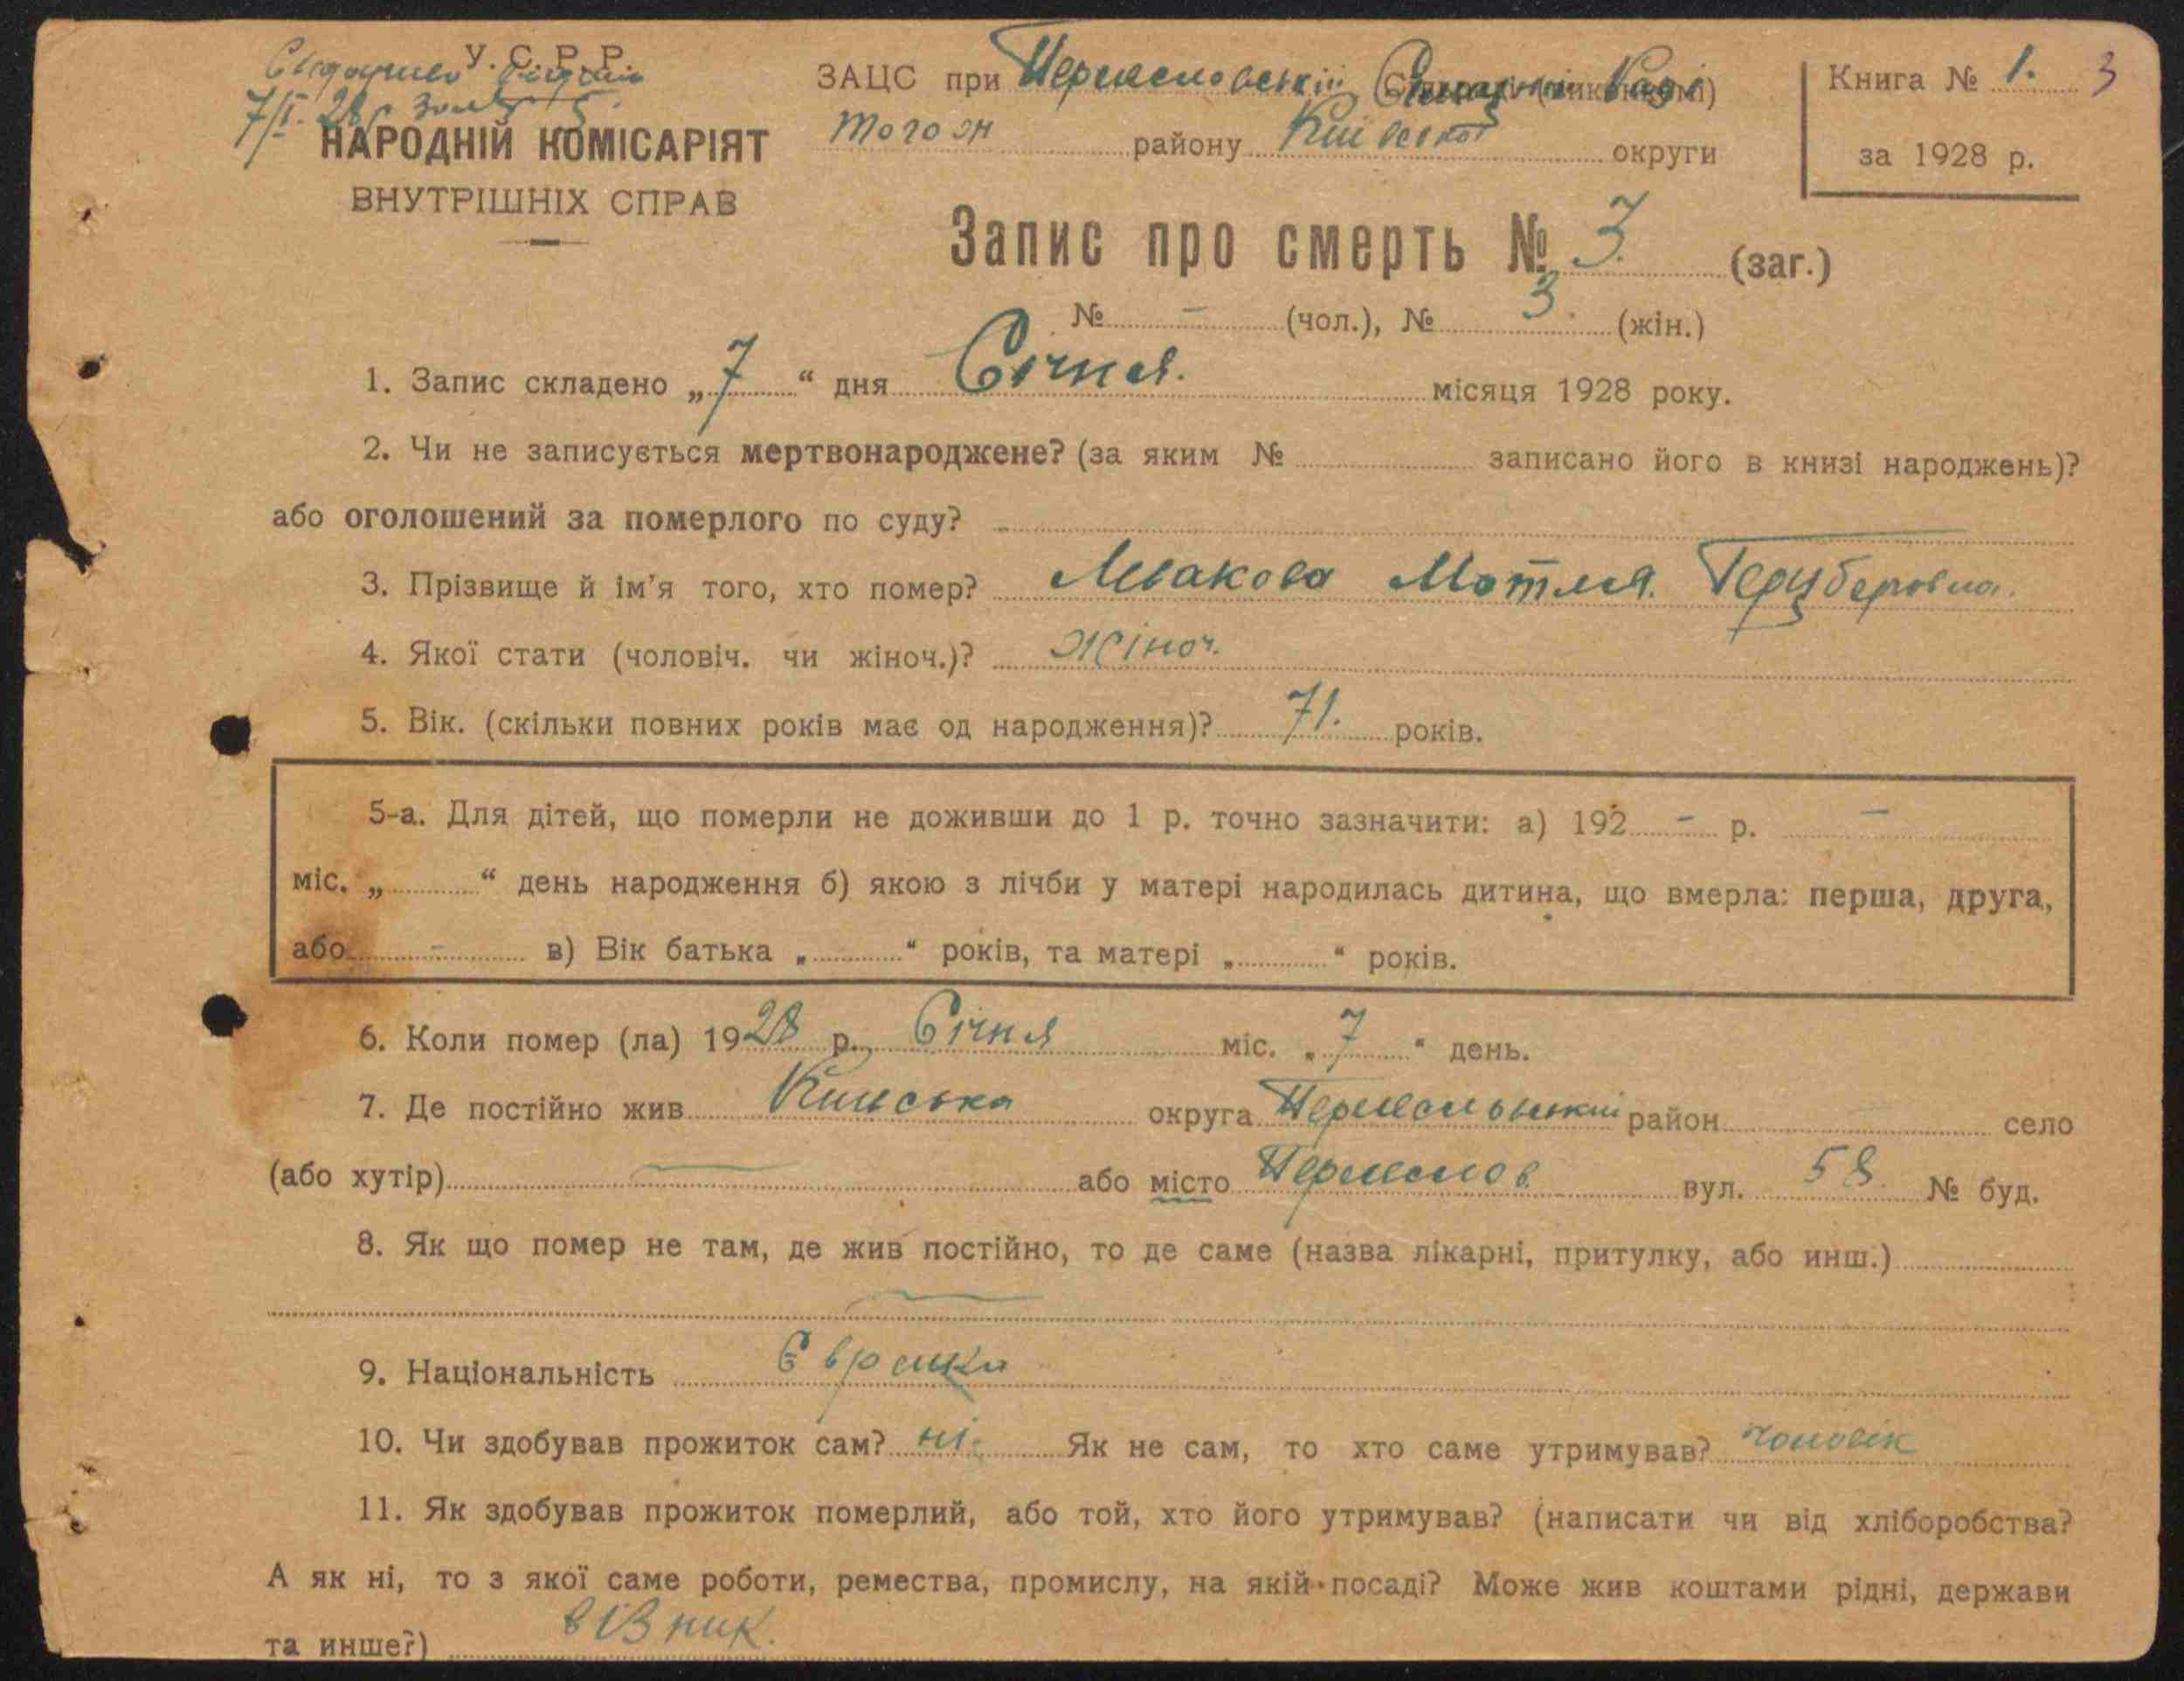 У. С. Р. Р.
НАРОДНІЙ КОМІСАРІЯТ
ВНУТРІШНІХ СПРАВ
ЗАЦС при Переяславській Раді
того ж району Київської округи
Книга № 1. 3
за 1928 р.
Запис про смерть № 3. (заг.)
№ - (чол.), № 3. (жін.)
1. Запис складено „7“ дня Січня. місяця 1928 року.
2. Чи не записується мертвонароджене? (за яким № записано його в книзі народжень)?
або оголошений за померлого по суду?
3. Прізвище й ім'я того, хто помер? Мотля Герцберовна.
4. Якої стати (чоловіч. чи жіноч.)? жіноч.
5. Вік. (скільки повних років має од народження)? 71. років.
5-а. Для дітей, що померли не доживши до 1 р. точно зазначити: а) 192 - р. -
міс. „ “ день народження б) якою з лічби у матері народилась дитина, що вмерла: перша, друга,
або - в) Вік батька „ “ років, та матері „ “ років.
6. Коли помер (ла) 1928 р. Січня міс. „7“ день.
7. Де постійно жив Київська округа Переяславський район село
(або хутір) — або місто Переяслов вул. 58 № буд.
8. Як що помер не там, де жив постійно, то де саме (назва лікарні, притулку, або инш.)
9. Національність Єврейка
10. Чи здобував прожиток сам? ні. Як не сам, то хто саме утримував? чоловік
11. Як здобував прожиток померлий, або той, хто його утримував? (написати чи від хліборобства?
А як ні, то з якої саме роботи, ремества, промислу, на якій посаді? Може жив коштами рідні, держави
та инше?) візник.